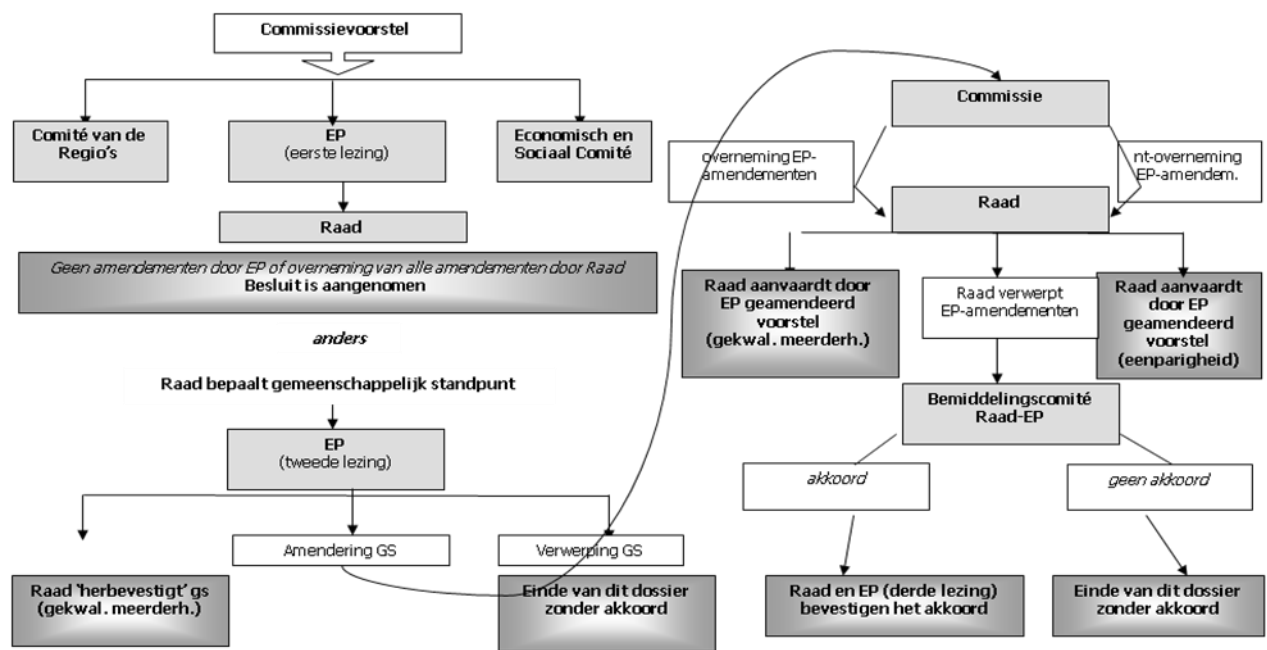 Commissievoorstel
Comité van de
Regio's
EP
(eerste lezing)
Economisch en
Sociaal Comité
Raad
Geen amendementen door EP of overneming van alle amendementen door Raad
Besluit is aangenomen
anders
Raad bepaalt gemeenschappelijk standpunt
EP
(tweede lezing)
Amendering GS
Verwerping GS
Raad 'herbevestigt' gs
(gekwal. meerderh.)
Einde van dit dossier
zonder akkoord
Commissie
overneming EP-
amendementen
nt-overneming
EP-amendem.
Raad
Raad aanvaardt door
EP geamendeerd
voorstel
(gekwal. meerderh.)
Raad verwerpt
EP-amendementen
Raad aanvaardt
door EP
geamendeerd
voorstel
(eenparigheid)
Bemiddelingscomité
Raad-EP
akkoord
geen akkoord
Raad en EP (derde lezing)
bevestigen het akkoord
Einde van dit dossier
zonder akkoord